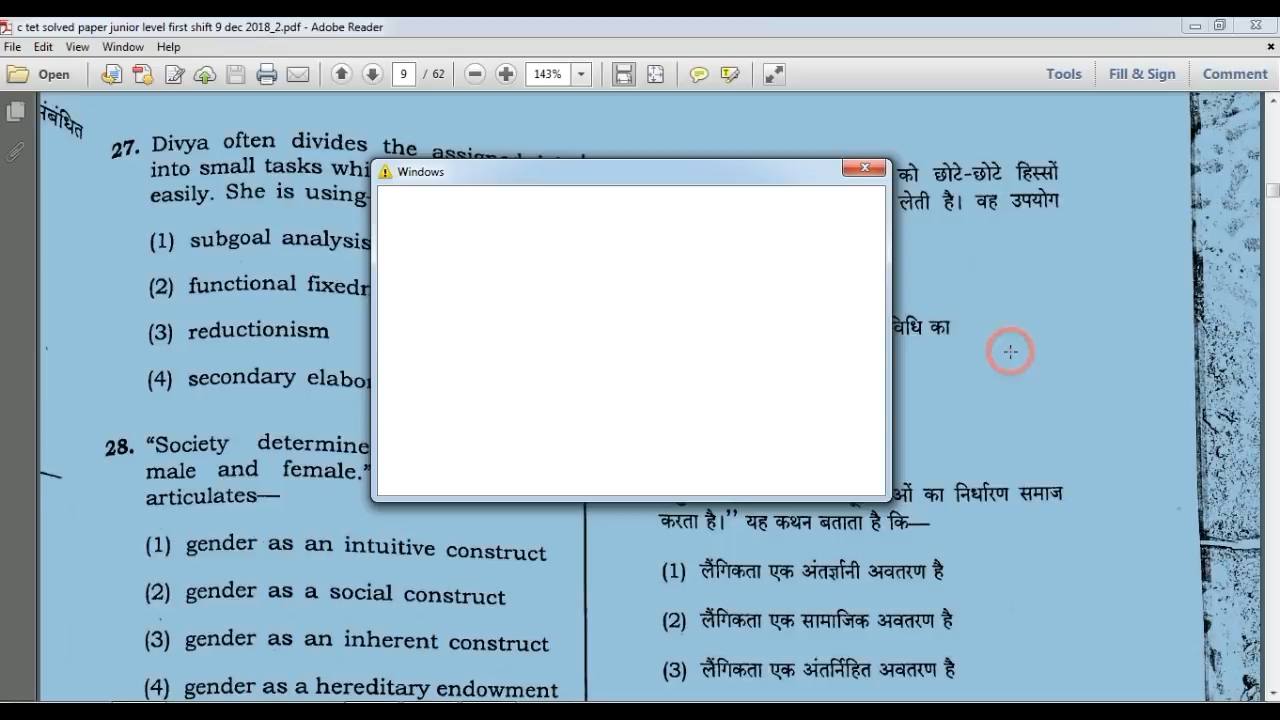 c tet solved paper junior level first shift 9 dec 2018_2.pdf - Adobe Reader
File Edit View Window Help
Open 9 / 62 143% Tools Fill & Sign Comment
27. Divya often divides the assigned
into small tasks
easily. She is using
(1) subgoal analysis
(2) functional
(3) reductionism
(4) secondary
28. "Society determine
male and female."
articulates—
(1) gender as an intuitive construct
(2) gender as a social construct
(3) gender as an inherent construct
(4) gender as a hereditary endowment
Windows
को छोटे-छोटे हिस्सों
लेती है। वह उपयोग
विधि का
का निर्धारण समाज
करता है।'' यह कथन बताता है कि—
(1) लैंगिकता एक अंतर्ज्ञानी अवतरण है
(2) लैंगिकता एक सामाजिक अवतरण है
(3) लैंगिकता एक अंतर्निहित अवतरण है